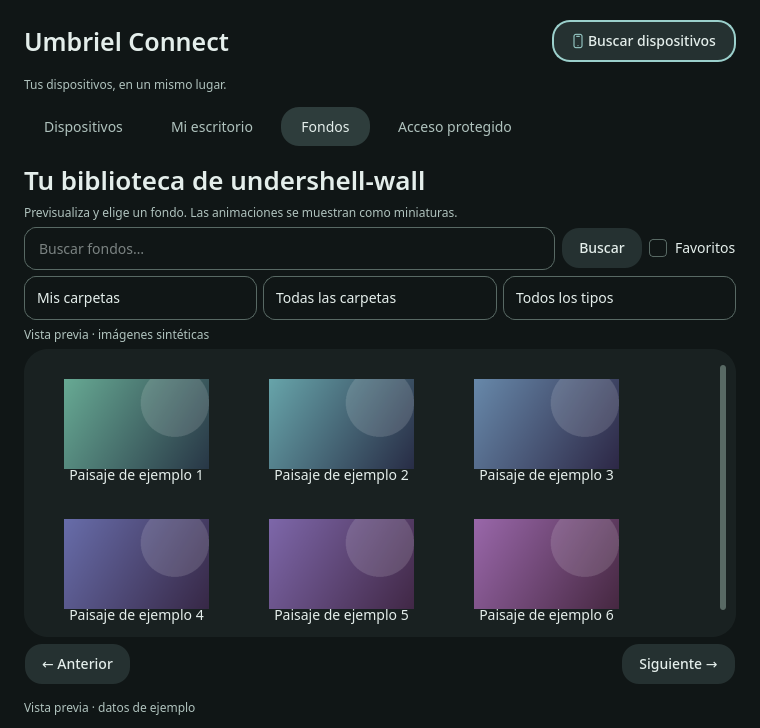 Umbriel Connect
Buscar dispositivos
Tus dispositivos, en un mismo lugar.
Dispositivos Mi escritorio Fondos Acceso protegido
Tu biblioteca de undershell-wall
Previsualiza y elige un fondo. Las animaciones se muestran como miniaturas.
Buscar fondos... Buscar Favoritos
Mis carpetas Todas las carpetas Todos los tipos
Vista previa · imágenes sintéticas
Paisaje de ejemplo 1 Paisaje de ejemplo 2 Paisaje de ejemplo 3
Paisaje de ejemplo 4 Paisaje de ejemplo 5 Paisaje de ejemplo 6
← Anterior Siguiente →
Vista previa · datos de ejemplo